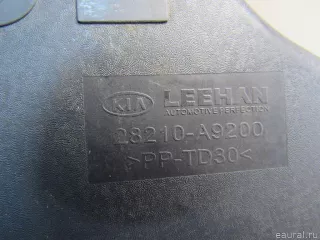 KIA LEEHAN
AUTOMOTIVE PERFECTION
28210-A9200
>PP-TD30<
eaural.ru